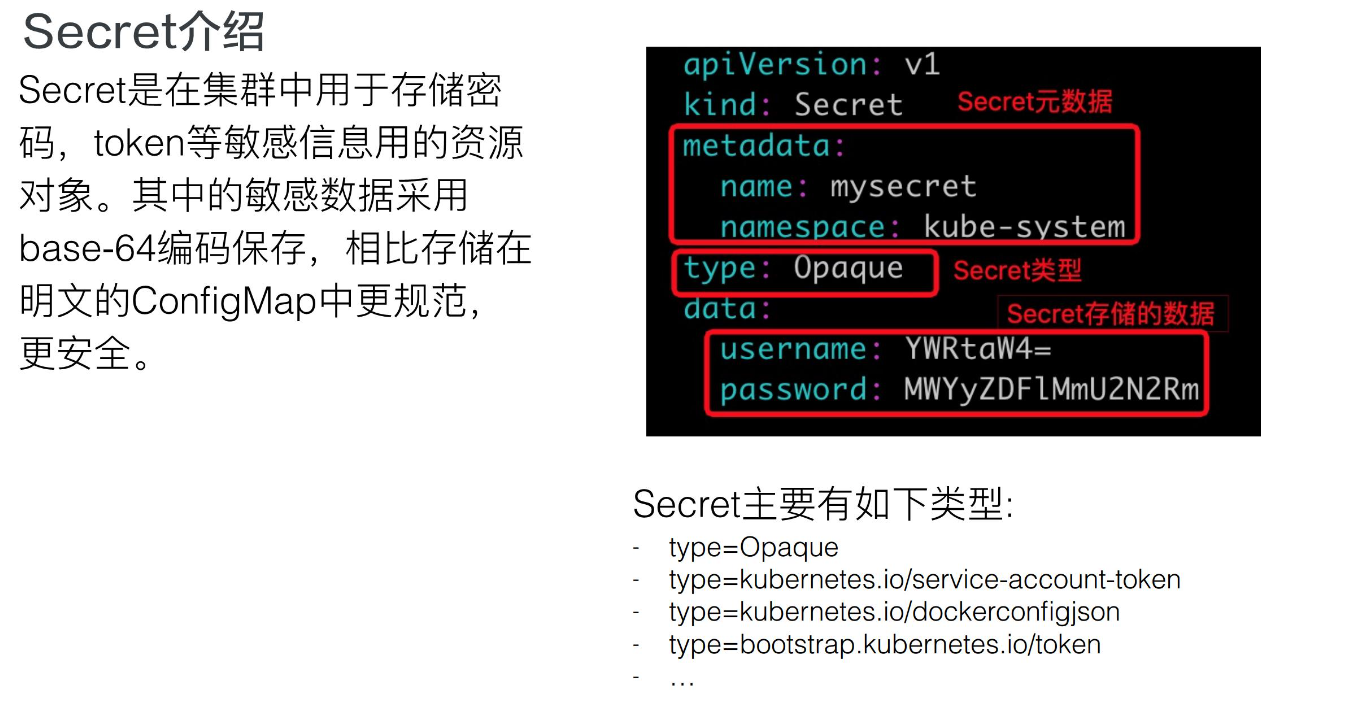 Secret介绍
Secret是在集群中用于存储密
码，token等敏感信息用的资源
对象。其中的敏感数据采用
base-64编码保存，相比存储在
明文的ConfigMap中更规范，
更安全。
apiVersion: v1
kind: Secret
Secret元数据
metadata:
name: mysecret
namespace: kube-system
type: Opaque
Secret类型
data:
Secret存储的数据
username: YWRtaW4=
password: MWYyZDFlMmU2N2Rm
Secret主要有如下类型:
- type=Opaque
- type=kubernetes.io/service-account-token
- type=kubernetes.io/dockerconfigjson
- type=bootstrap.kubernetes.io/token
- …